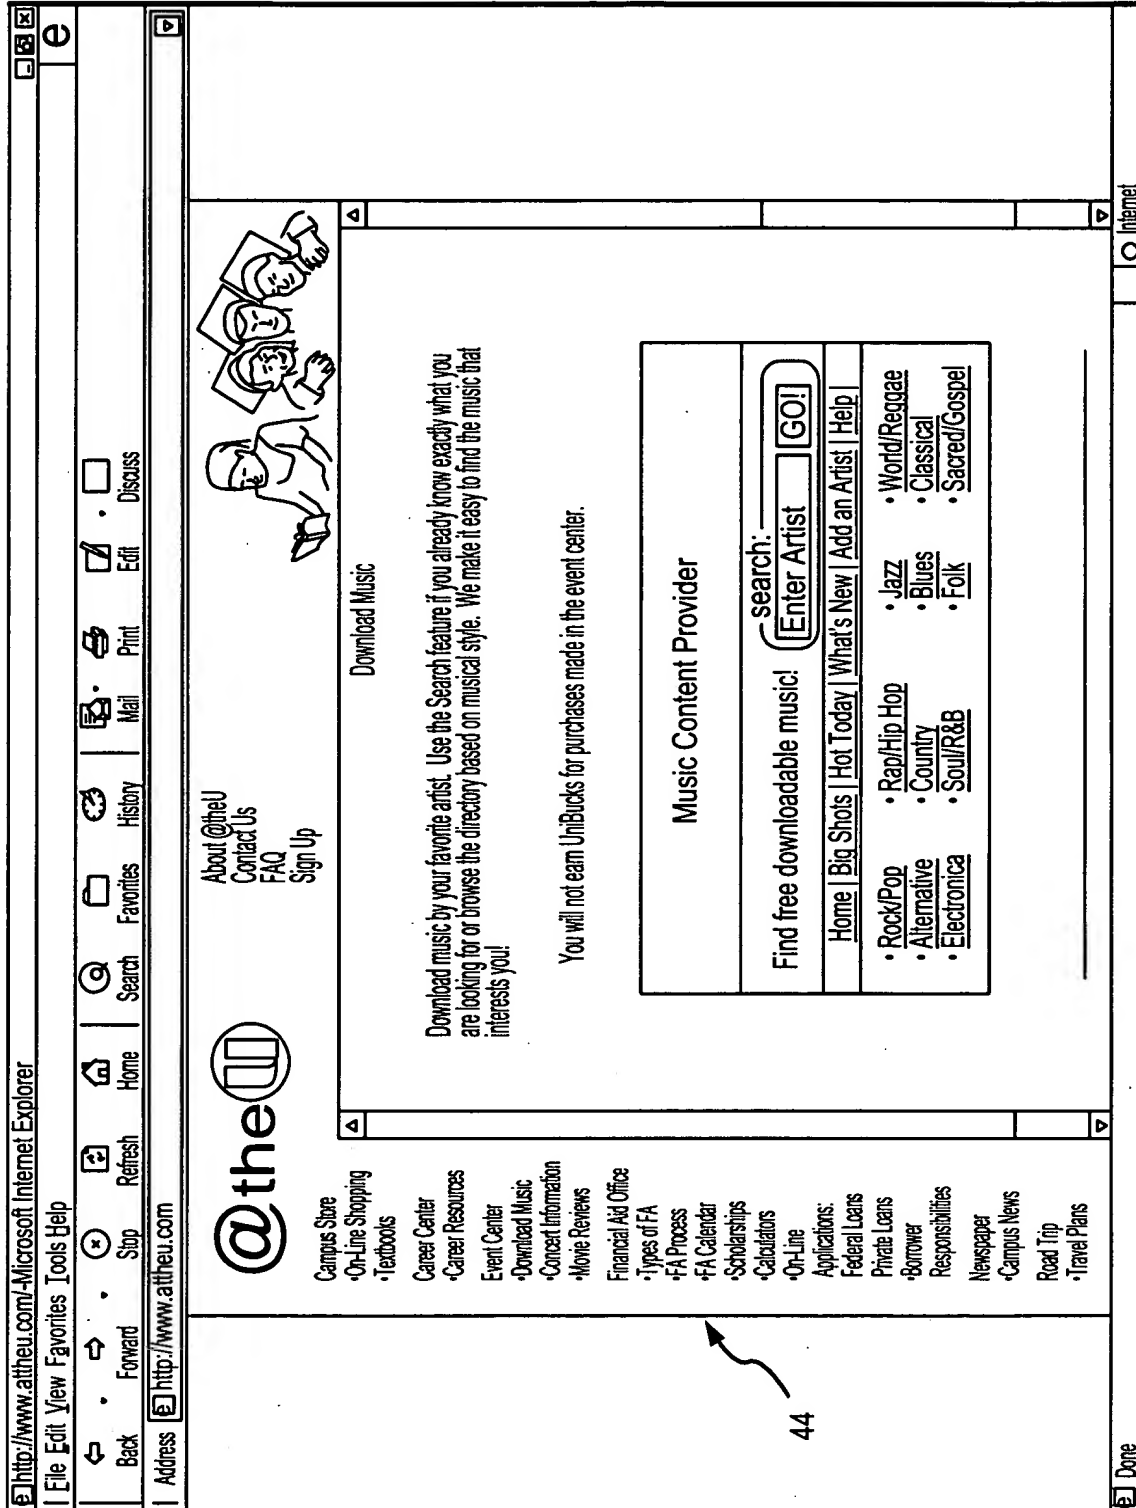 http://www.attheu.com/-Microsoft Internet Explorer
File Edit View Favorites Tools Help
e
Back Forward Stop Refresh Home Search Favorites History Mail Print Edit Discuss
Address http://www.attheu.com
@theU
About @theU
Contact Us
FAQ
Sign Up
Campus Store
•On-Line Shopping
•Textbooks
Career Center
•Career Resources
Event Center
•Download Music
•Concert Information
•Movie Reviews
Financial Aid Office
•Types of FA
•FA Process
•FA Calendar
•Scholarships
•Calculators
•On-Line
Applications:
Federal Loans
Private Loans
•Borrower
Responsibilities
Newspaper
•Campus News
Road Trip
•Travel Plans
Download Music
Download music by your favorite artist. Use the Search feature if you already know exactly what you
are looking for or browse the directory based on musical style. We make it easy to find the music that
interests you!
You will not earn UniBucks for purchases made in the event center.
Music Content Provider
Find free downloadable music! search: Enter Artist GO!
Home | Big Shots | Hot Today | What's New | Add an Artist | Help |
• Rock/Pop • Rap/Hip Hop • Jazz • World/Reggae
• Alternative • Country • Blues • Classical
• Electronica • Soul/R&B • Folk • Sacred/Gospel
44
Done Internet